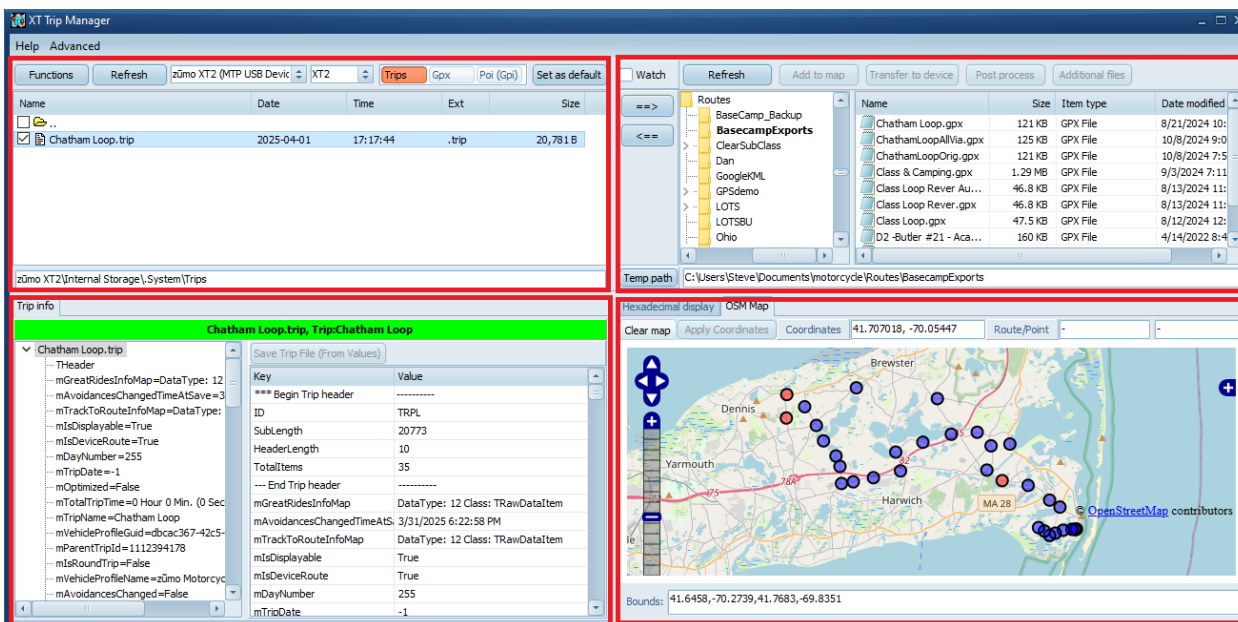 XT Trip Manager
Help Advanced
Functions Refresh zūmo XT2 (MTP USB Devic XT2 Trips Gpx Poi (Gpi) Set as default
Name Date Time Ext Size
..
Chatham Loop.trip 2025-04-01 17:17:44 .trip 20,781 B
zūmo XT2\Internal Storage\.System\Trips
Watch Refresh Add to map Transfer to device Post process Additional files
==>
<==
Routes
BaseCamp_Backup
BasecampExports
ClearSubClass
Dan
GoogleKML
GPSdemo
LOTS
LOTSBU
Ohio
Name Size Item type Date modified
Chatham Loop.gpx 121 KB GPX File 8/21/2024 10:
ChathamLoopAllVia.gpx 125 KB GPX File 10/8/2024 9:0
ChathamLoopOrig.gpx 121 KB GPX File 10/8/2024 7:5
Class & Camping.gpx 1.29 MB GPX File 9/3/2024 7:11
Class Loop Rever Au... 46.8 KB GPX File 8/13/2024 11:
Class Loop Rever.gpx 46.8 KB GPX File 8/13/2024 11:
Class Loop.gpx 47.5 KB GPX File 8/12/2024 12:
D2 -Butler #21 - Aca... 160 KB GPX File 4/14/2022 8:4
Temp path C:\Users\Steve\Documents\motorcycle\Routes\BasecampExports
Trip info
Chatham Loop.trip, Trip:Chatham Loop
Chatham Loop.trip
THeader
mGreatRidesInfoMap=DataType: 12
mAvoidancesChangedTimeAtSave=3
mTrackToRouteInfoMap=DataType:
mIsDisplayable=True
mIsDeviceRoute=True
mDayNumber=255
mTripDate=-1
mOptimized=False
mTotalTripTime=0 Hour 0 Min. (0 Sec
mTripName=Chatham Loop
mVehicleProfileGuid=dbcac367-42c5-
mParentTripId=1112394178
mIsRoundTrip=False
mVehicleProfileName=zūmo Motorcyc
mAvoidancesChanged=False
Save Trip File (From Values)
Key Value
*** Begin Trip header ----------
ID TRPL
SubLength 20773
HeaderLength 10
TotalItems 35
--- End Trip header ----------
mGreatRidesInfoMap DataType: 12 Class: TRawDataItem
mAvoidancesChangedTimeAtSa 3/31/2025 6:22:58 PM
mTrackToRouteInfoMap DataType: 12 Class: TRawDataItem
mIsDisplayable True
mIsDeviceRoute True
mDayNumber 255
mTripDate -1
Hexadecimal display OSM Map
Clear map Apply Coordinates Coordinates 41.707018, -70.05447 Route/Point - -
Brewster
Dennis
Yarmouth
78A
82
75
Harwich
MA 28
© OpenStreetMap contributors
Bounds: 41.6458,-70.2739,41.7683,-69.8351